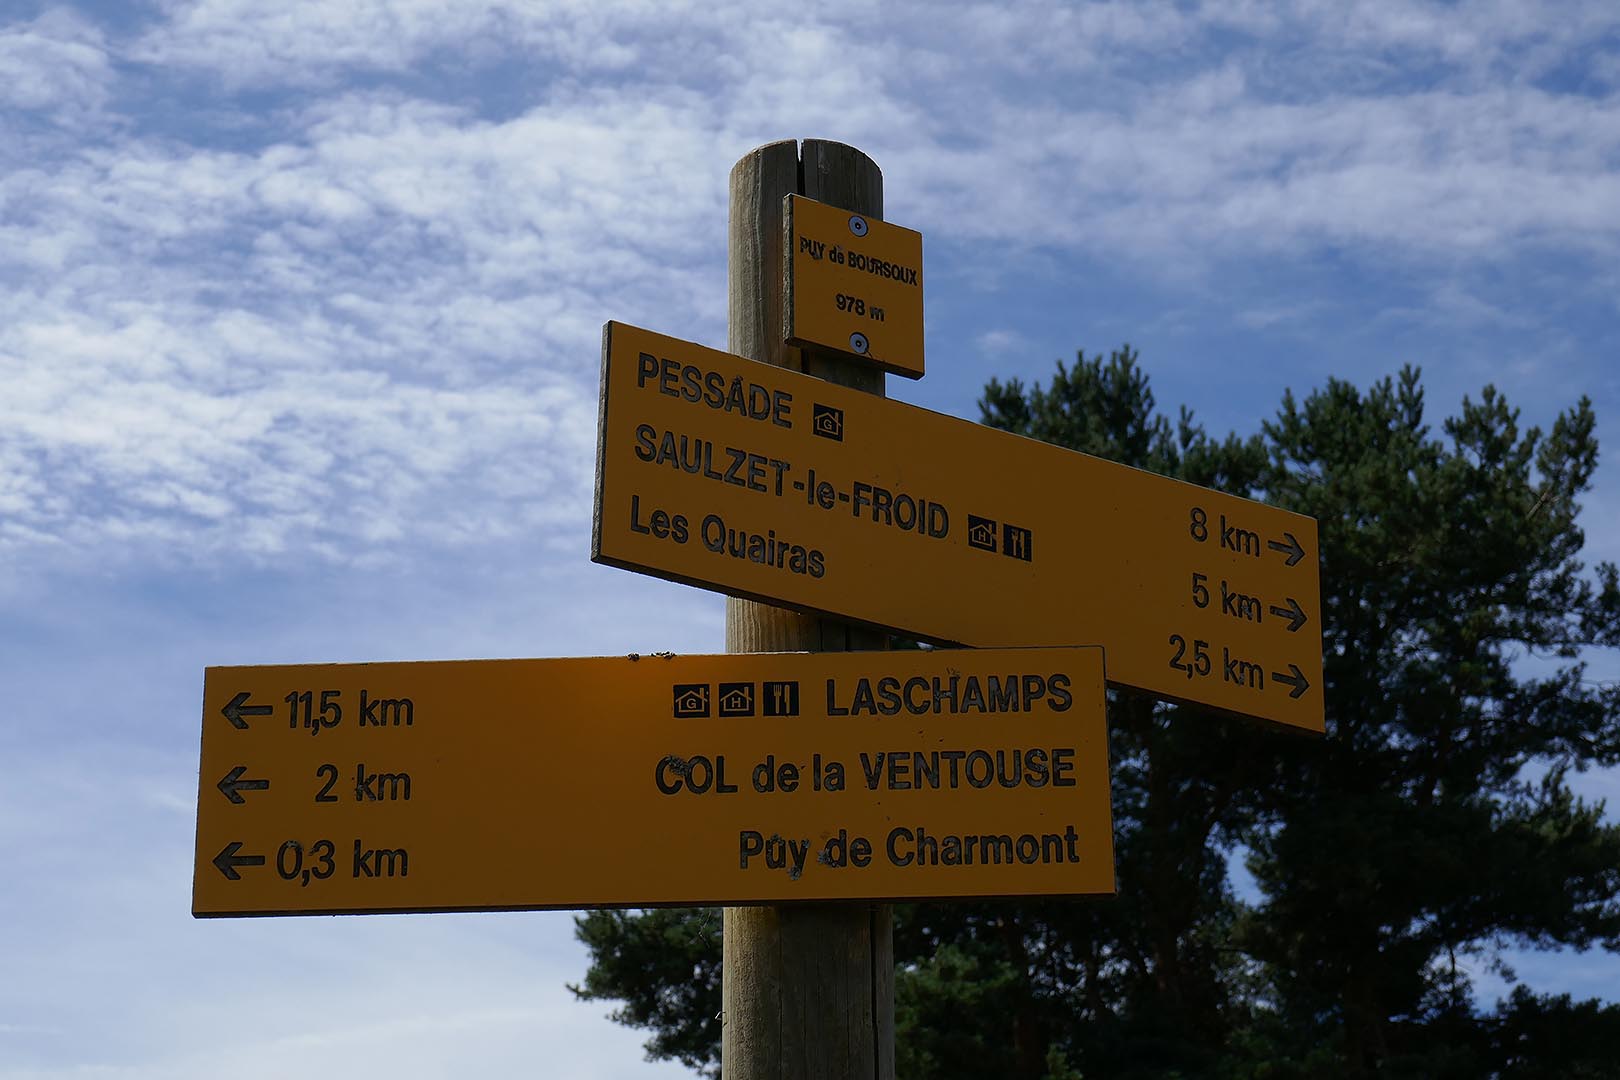 PUY de BOURSOUX
978 m
PESSADE G 8 km →
SAULZET-le-FROID H 5 km →
Les Quairas 2,5 km →
← 11,5 km G H LASCHAMPS
← 2 km COL de la VENTOUSE
← 0,3 km Puy de Charmont